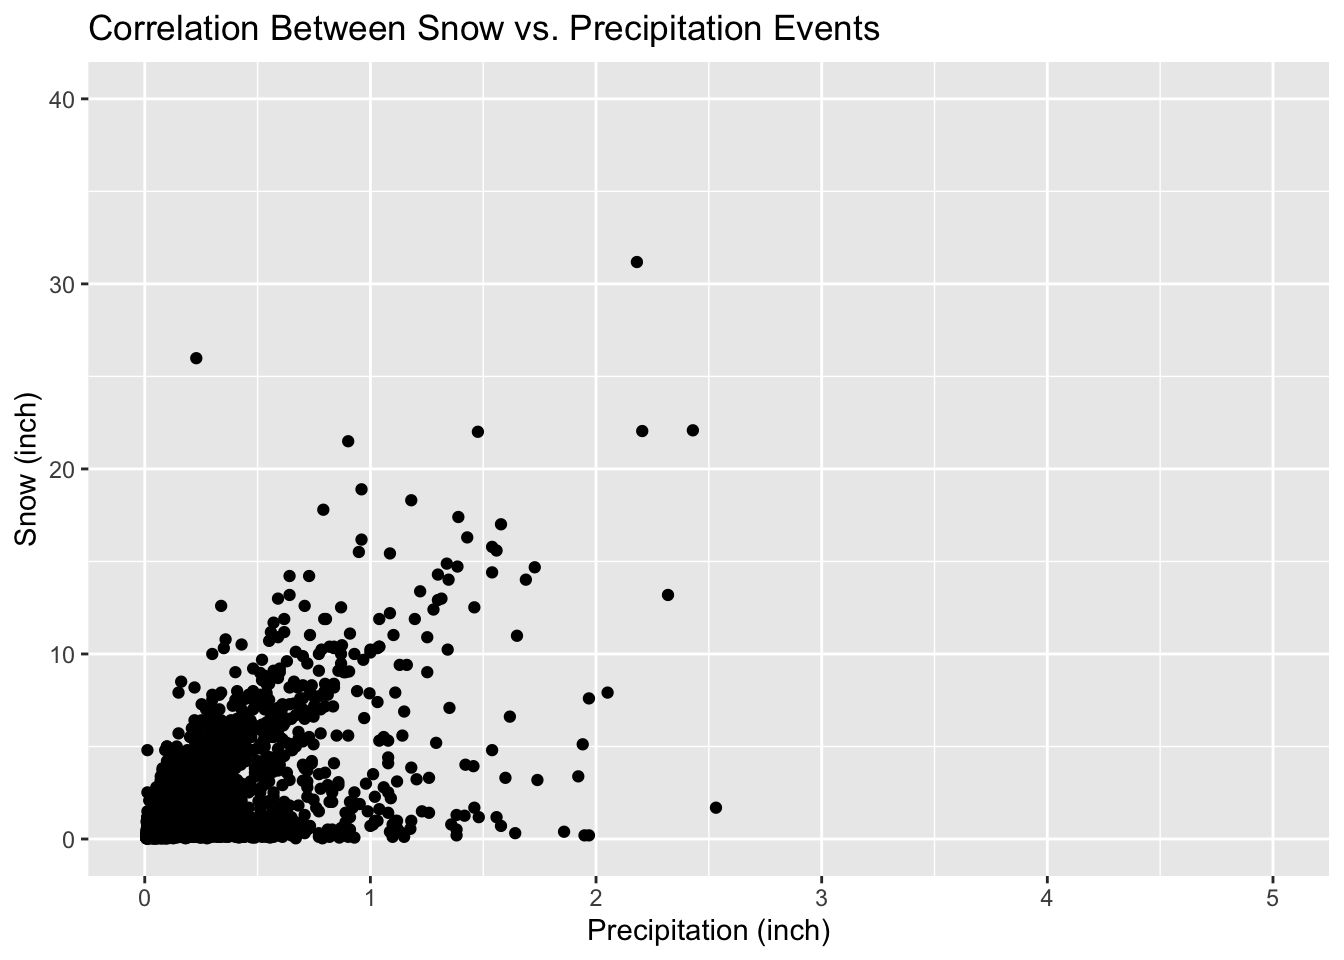 Correlation Between Snow vs. Precipitation Events
40
30
20
10
0
Snow (inch)
0 1 2 3 4 5
Precipitation (inch)